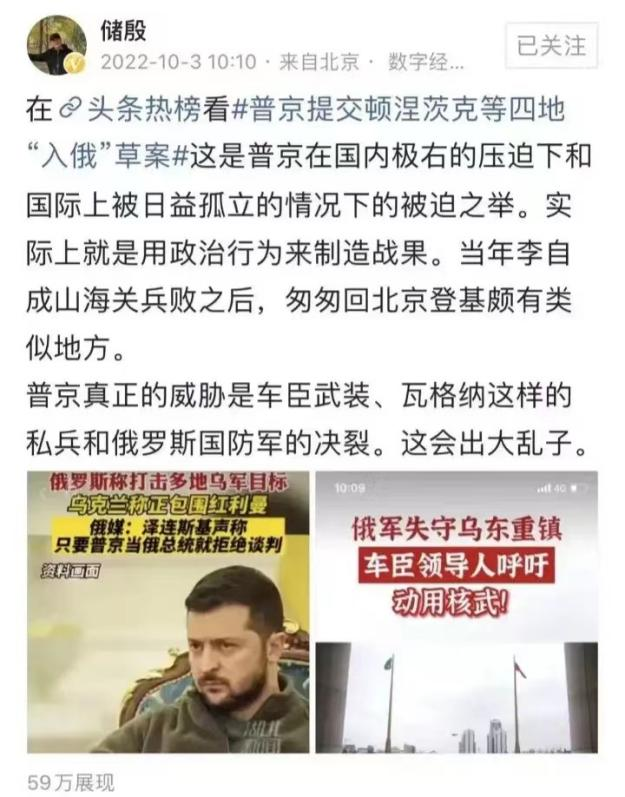 储殷
已关注
2022-10-3 10:10 · 来自北京 · 数字经...
在头条热榜看#普京提交顿涅茨克等四地
“入俄”草案#这是普京在国内极右的压迫下和
国际上被日益孤立的情况下的被迫之举。实
际上就是用政治行为来制造战果。当年李自
成山海关兵败之后，匆匆回北京登基颇有类
似地方。
普京真正的威胁是车臣武装、瓦格纳这样的
私兵和俄罗斯国防军的决裂。这会出大乱子。
俄罗斯称打击多地乌军目标
乌克兰称正包围红利曼
俄媒：泽连斯基声称
只要普京当俄总统就拒绝谈判
资料画面
10:09
4G
俄军失守乌东重镇
车臣领导人呼吁
动用核武!
59万展现